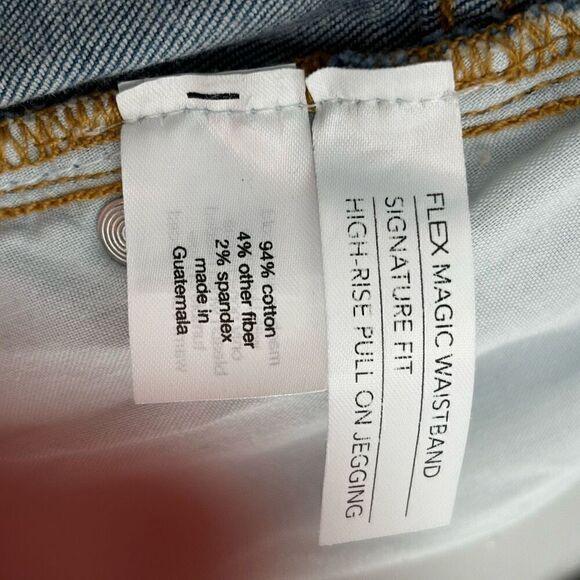 94% cotton
4% other fiber
2% spandex
made in
Guatemala
FLEX MAGIC WAISTBAND
SIGNATURE FIT
HIGH-RISE PULL ON JEGGING